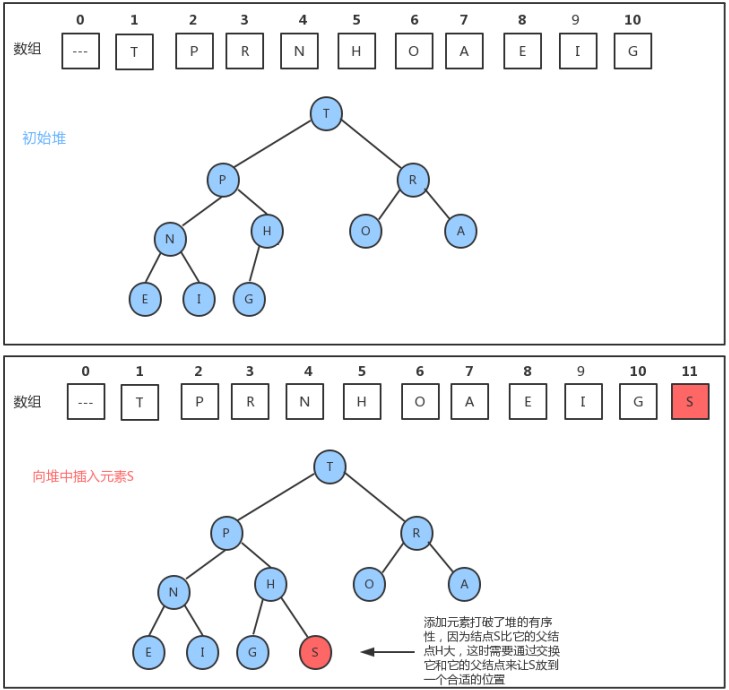 0 1 2 3 4 5 6 7 8 9 10
数组 --- T P R N H O A E I G
T
初始堆
P R
N H O A
E I G
0 1 2 3 4 5 6 7 8 9 10 11
数组 --- T P R N H O A E I G S
T
向堆中插入元素S
P R
N H O A
E I G S
添加元素打破了堆的有序
性，因为结点S比它的父结
点H大，这时需要通过交换
它和它的父结点来让S放到
一个合适的位置